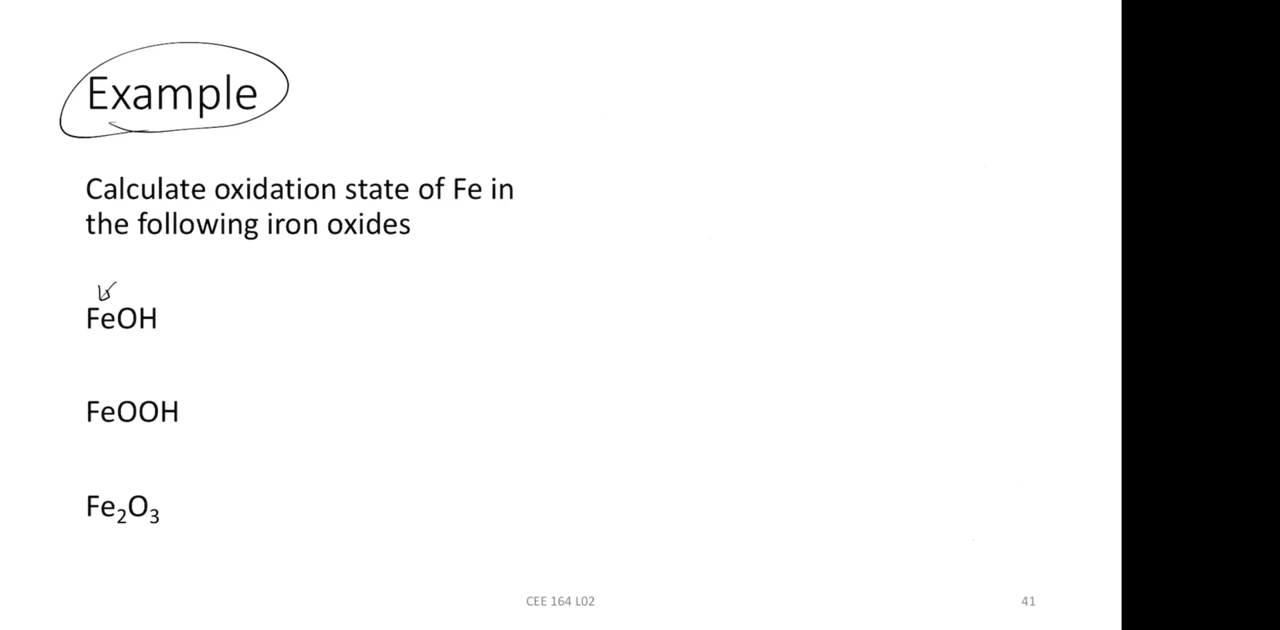 Example
Calculate oxidation state of Fe in
the following iron oxides
FeOH
FeOOH
Fe₂O₃
CEE 164 L02
41